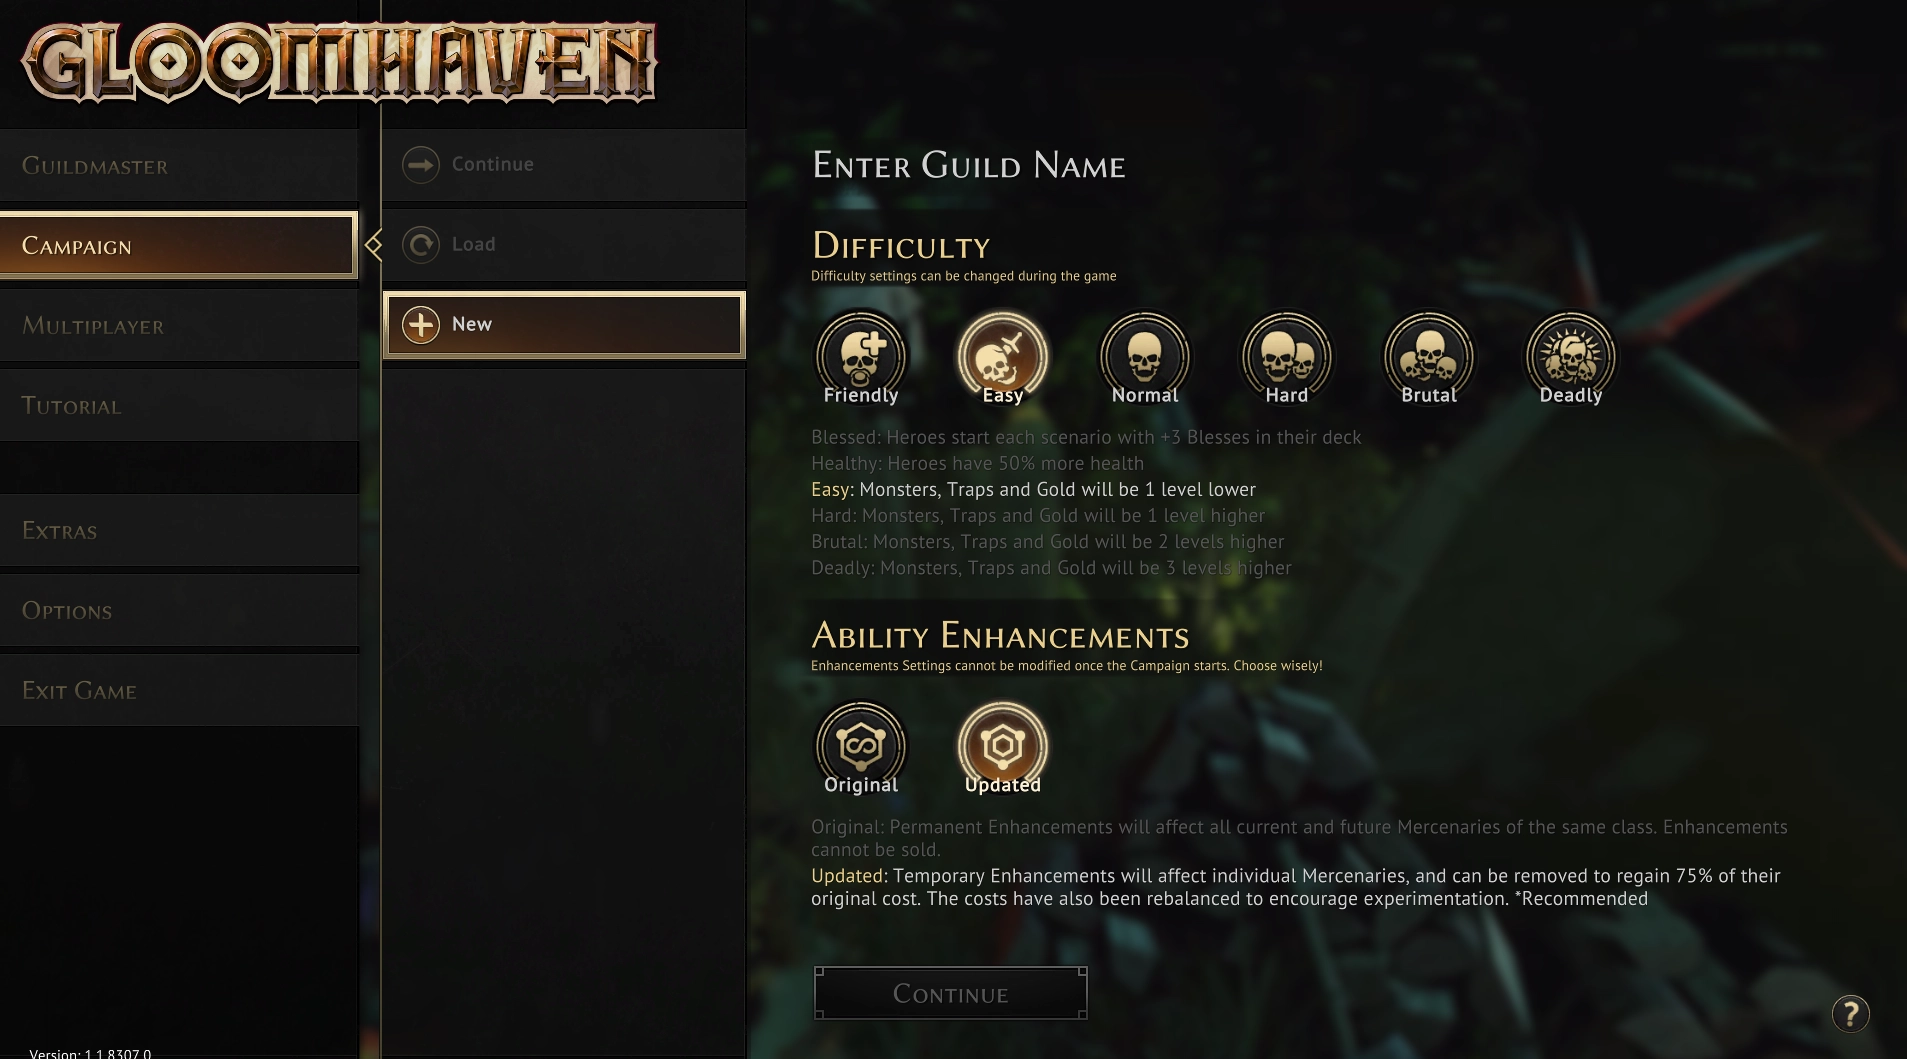 GLOOMHAVEN
GUILDMASTER
CAMPAIGN
MULTIPLAYER
TUTORIAL
EXTRAS
OPTIONS
EXIT GAME
Version: 1.1.8307.0
Continue
Load
New
ENTER GUILD NAME
DIFFICULTY
Difficulty settings can be changed during the game
Friendly Easy Normal Hard Brutal Deadly
Blessed: Heroes start each scenario with +3 Blesses in their deck
Healthy: Heroes have 50% more health
Easy: Monsters, Traps and Gold will be 1 level lower
Hard: Monsters, Traps and Gold will be 1 level higher
Brutal: Monsters, Traps and Gold will be 2 levels higher
Deadly: Monsters, Traps and Gold will be 3 levels higher
ABILITY ENHANCEMENTS
Enhancements Settings cannot be modified once the Campaign starts. Choose wisely!
Original Updated
Original: Permanent Enhancements will affect all current and future Mercenaries of the same class. Enhancements
cannot be sold.
Updated: Temporary Enhancements will affect individual Mercenaries, and can be removed to regain 75% of their
original cost. The costs have also been rebalanced to encourage experimentation. *Recommended
CONTINUE
?